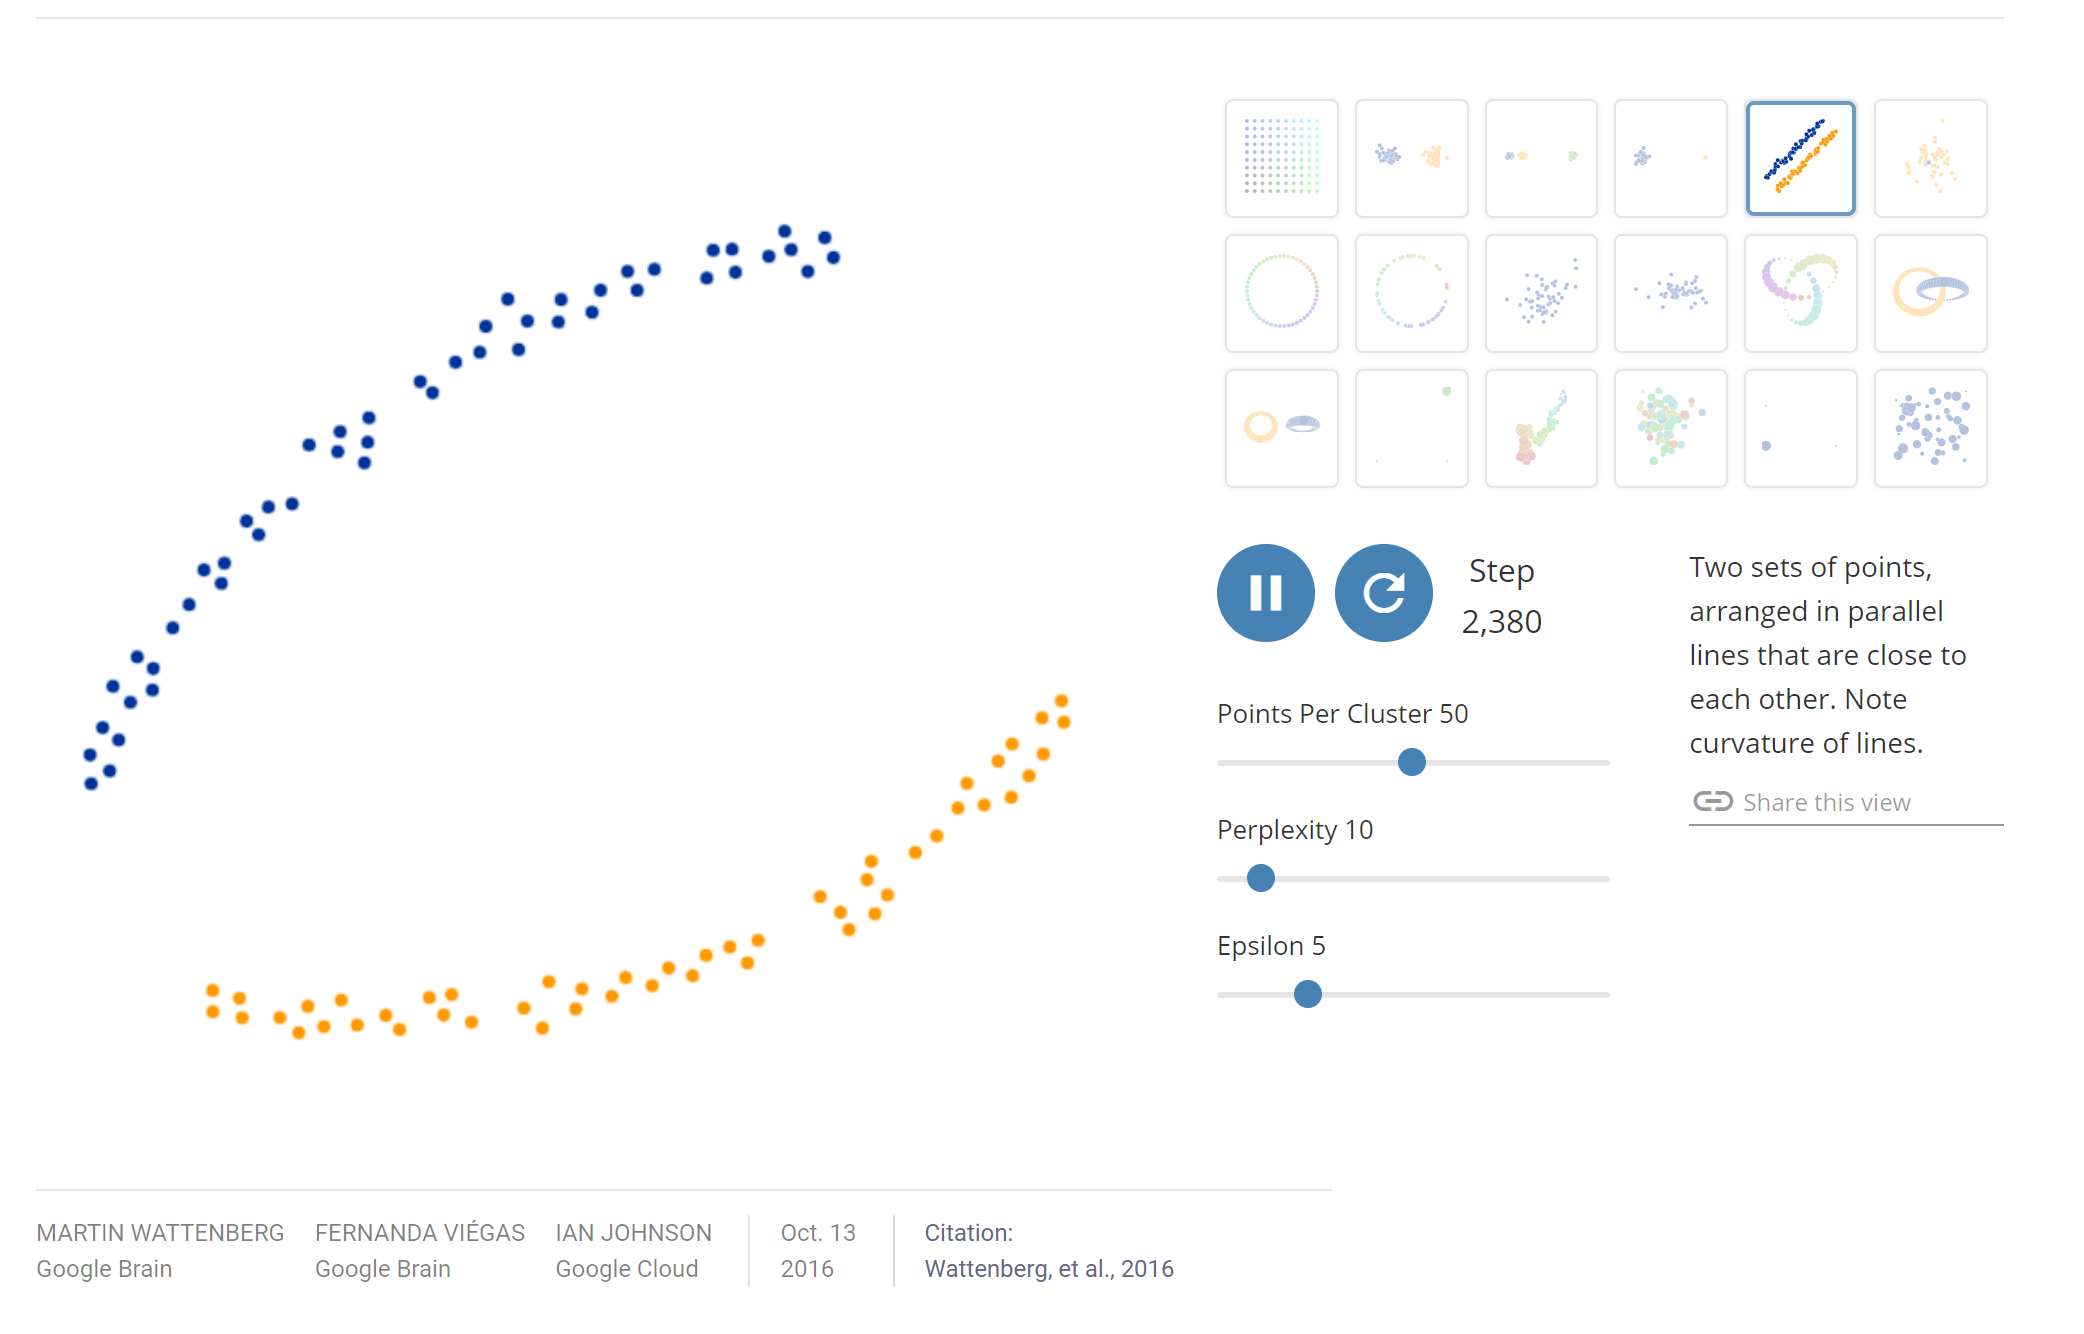 Step
2,380
Points Per Cluster 50
Perplexity 10
Epsilon 5
Two sets of points,
arranged in parallel
lines that are close to
each other. Note
curvature of lines.
Share this view
MARTIN WATTENBERG
Google Brain
FERNANDA VIÉGAS
Google Brain
IAN JOHNSON
Google Cloud
Oct. 13
2016
Citation:
Wattenberg, et al., 2016